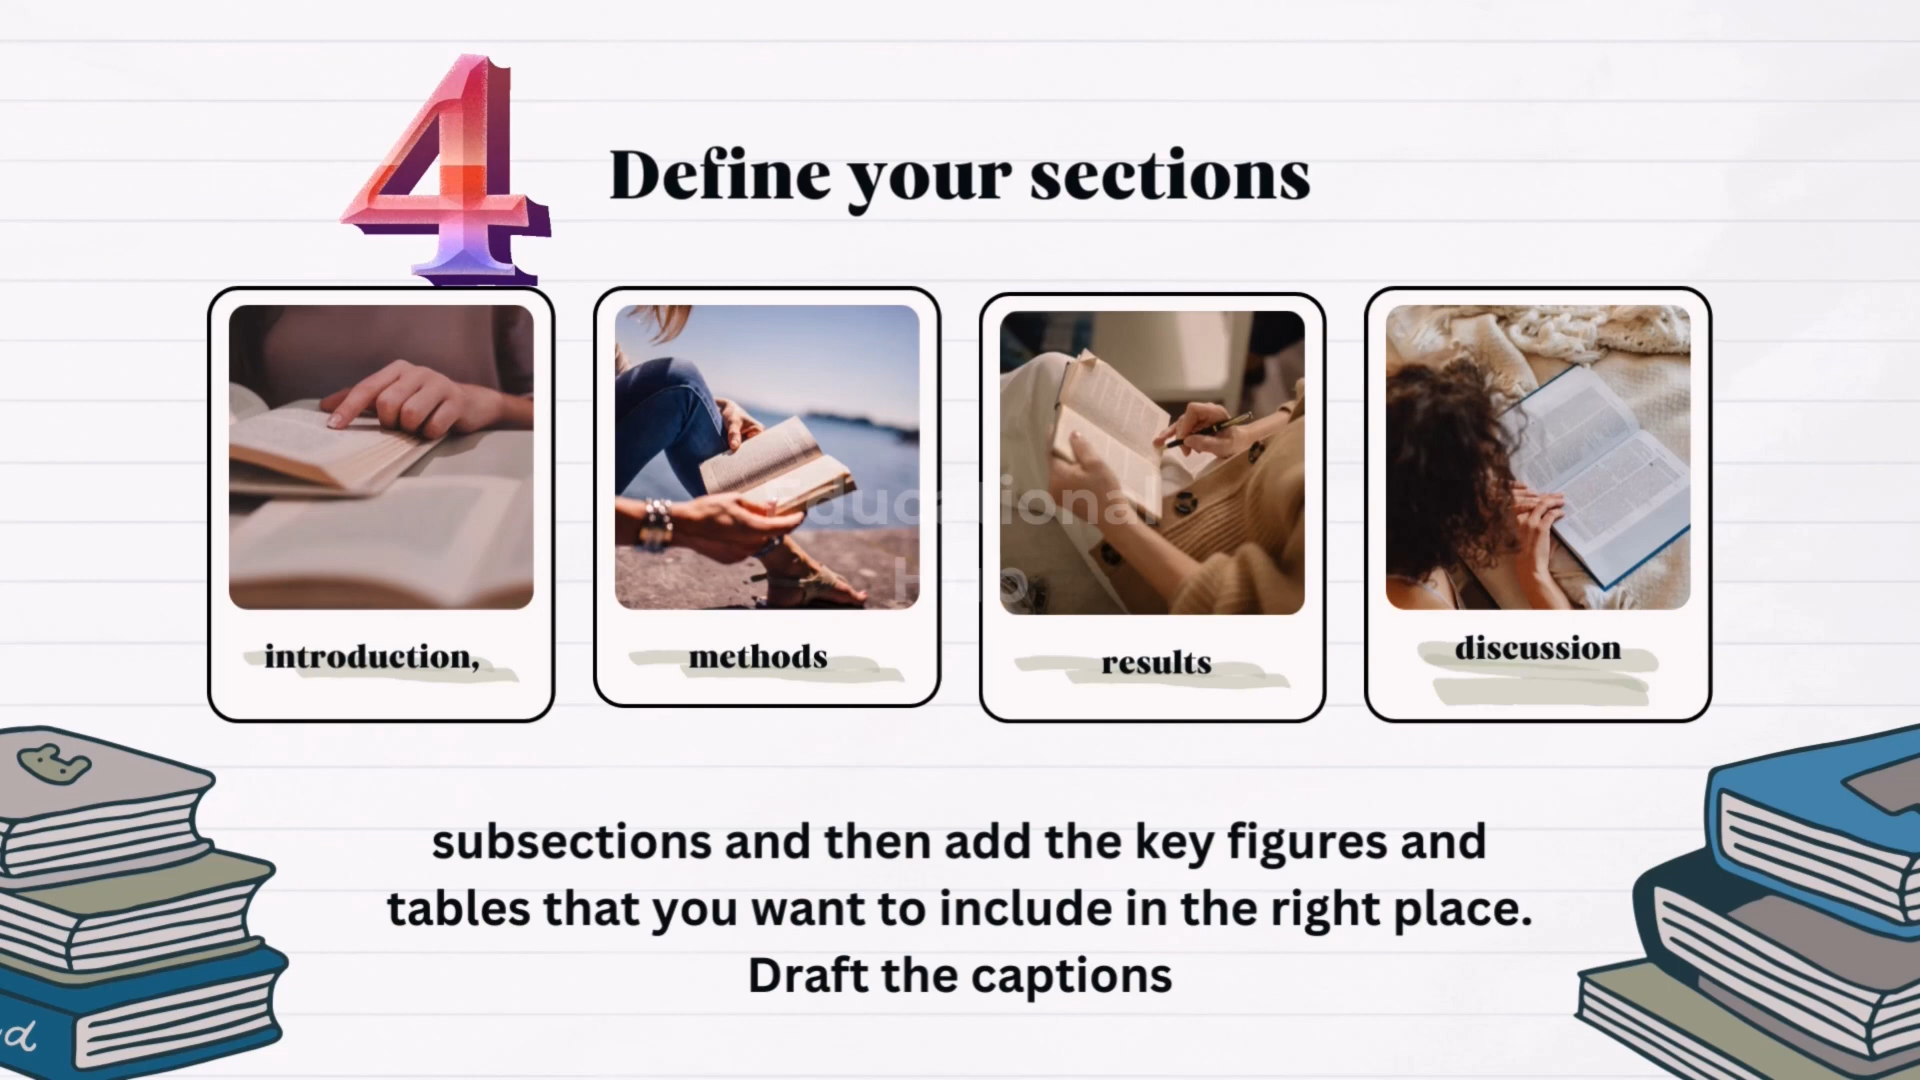 4
Define your sections
introduction,
methods
results
discussion
Educational
subsections and then add the key figures and
tables that you want to include in the right place.
Draft the captions